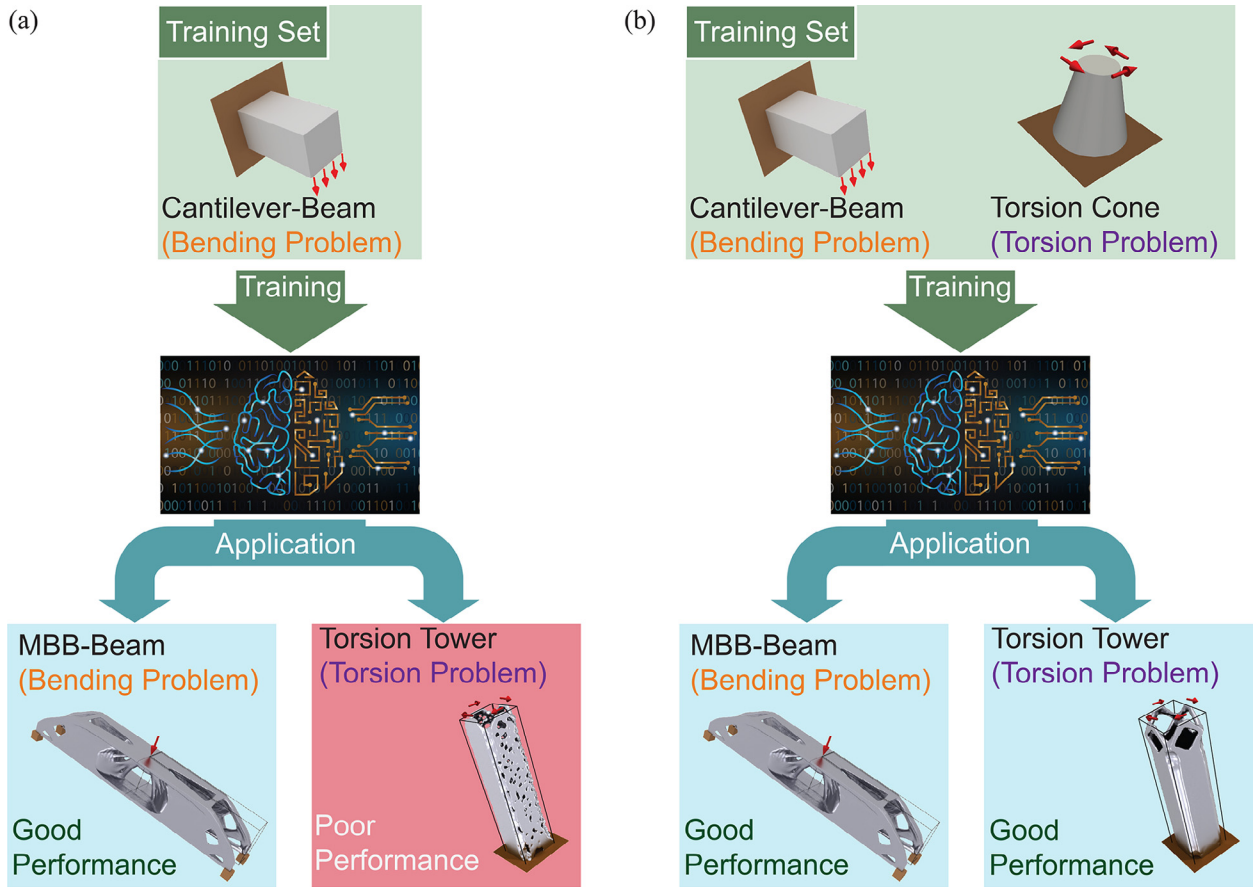 (a)
Training Set
Cantilever-Beam
(Bending Problem)
Training
Application
MBB-Beam
(Bending Problem)
Good
Performance
Torsion Tower
(Torsion Problem)
Poor
Performance
(b)
Training Set
Cantilever-Beam
(Bending Problem)
Torsion Cone
(Torsion Problem)
Training
Application
MBB-Beam
(Bending Problem)
Good
Performance
Torsion Tower
(Torsion Problem)
Good
Performance